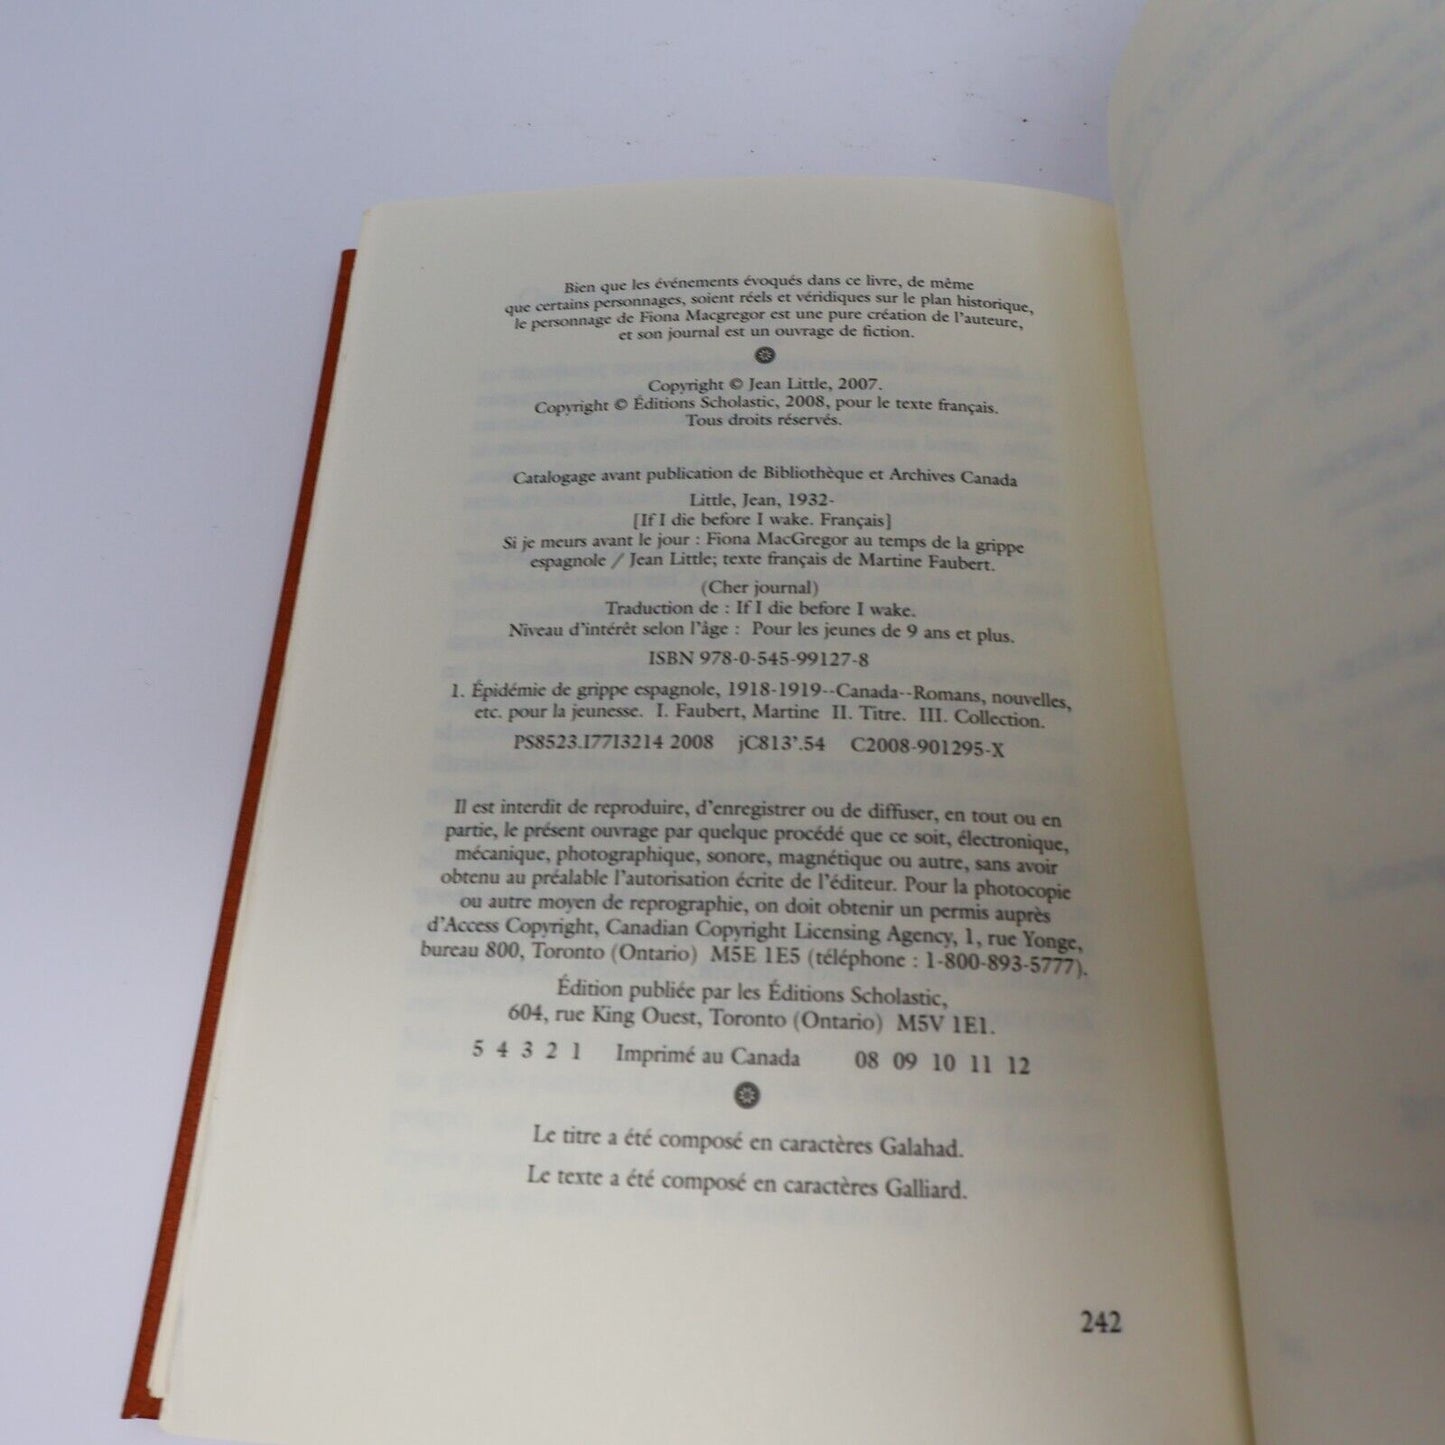 Bien que les événements évoqués dans ce livre, de même
que certains personnages, soient réels et véridiques sur le plan historique,
le personnage de Fiona Macgregor est une pure création de l'auteure,
et son journal est un ouvrage de fiction.
Copyright © Jean Little, 2007.
Copyright © Éditions Scholastic, 2008, pour le texte français.
Tous droits réservés.
Catalogage avant publication de Bibliothèque et Archives Canada
Little, Jean, 1932-
[If I die before I wake. Français]
Si je meurs avant le jour : Fiona MacGregor au temps de la grippe
espagnole / Jean Little; texte français de Martine Faubert.
(Cher journal)
Traduction de : If I die before I wake.
Niveau d'intérêt selon l'âge : Pour les jeunes de 9 ans et plus.
ISBN 978-0-545-99127-8
1. Épidémie de grippe espagnole, 1918-1919--Canada--Romans, nouvelles,
etc. pour la jeunesse. I. Faubert, Martine II. Titre. III. Collection.
PS8523.I77I3214 2008 jC813'.54 C2008-901295-X
Il est interdit de reproduire, d'enregistrer ou de diffuser, en tout ou en
partie, le présent ouvrage par quelque procédé que ce soit, électronique,
mécanique, photographique, sonore, magnétique ou autre, sans avoir
obtenu au préalable l'autorisation écrite de l'éditeur. Pour la photocopie
ou autre moyen de reprographie, on doit obtenir un permis auprès
d'Access Copyright, Canadian Copyright Licensing Agency, 1, rue Yonge,
bureau 800, Toronto (Ontario) M5E 1E5 (téléphone : 1-800-893-5777).
Édition publiée par les Éditions Scholastic,
604, rue King Ouest, Toronto (Ontario) M5V 1E1.
5 4 3 2 1 Imprimé au Canada 08 09 10 11 12
Le titre a été composé en caractères Galahad.
Le texte a été composé en caractères Galliard.
242